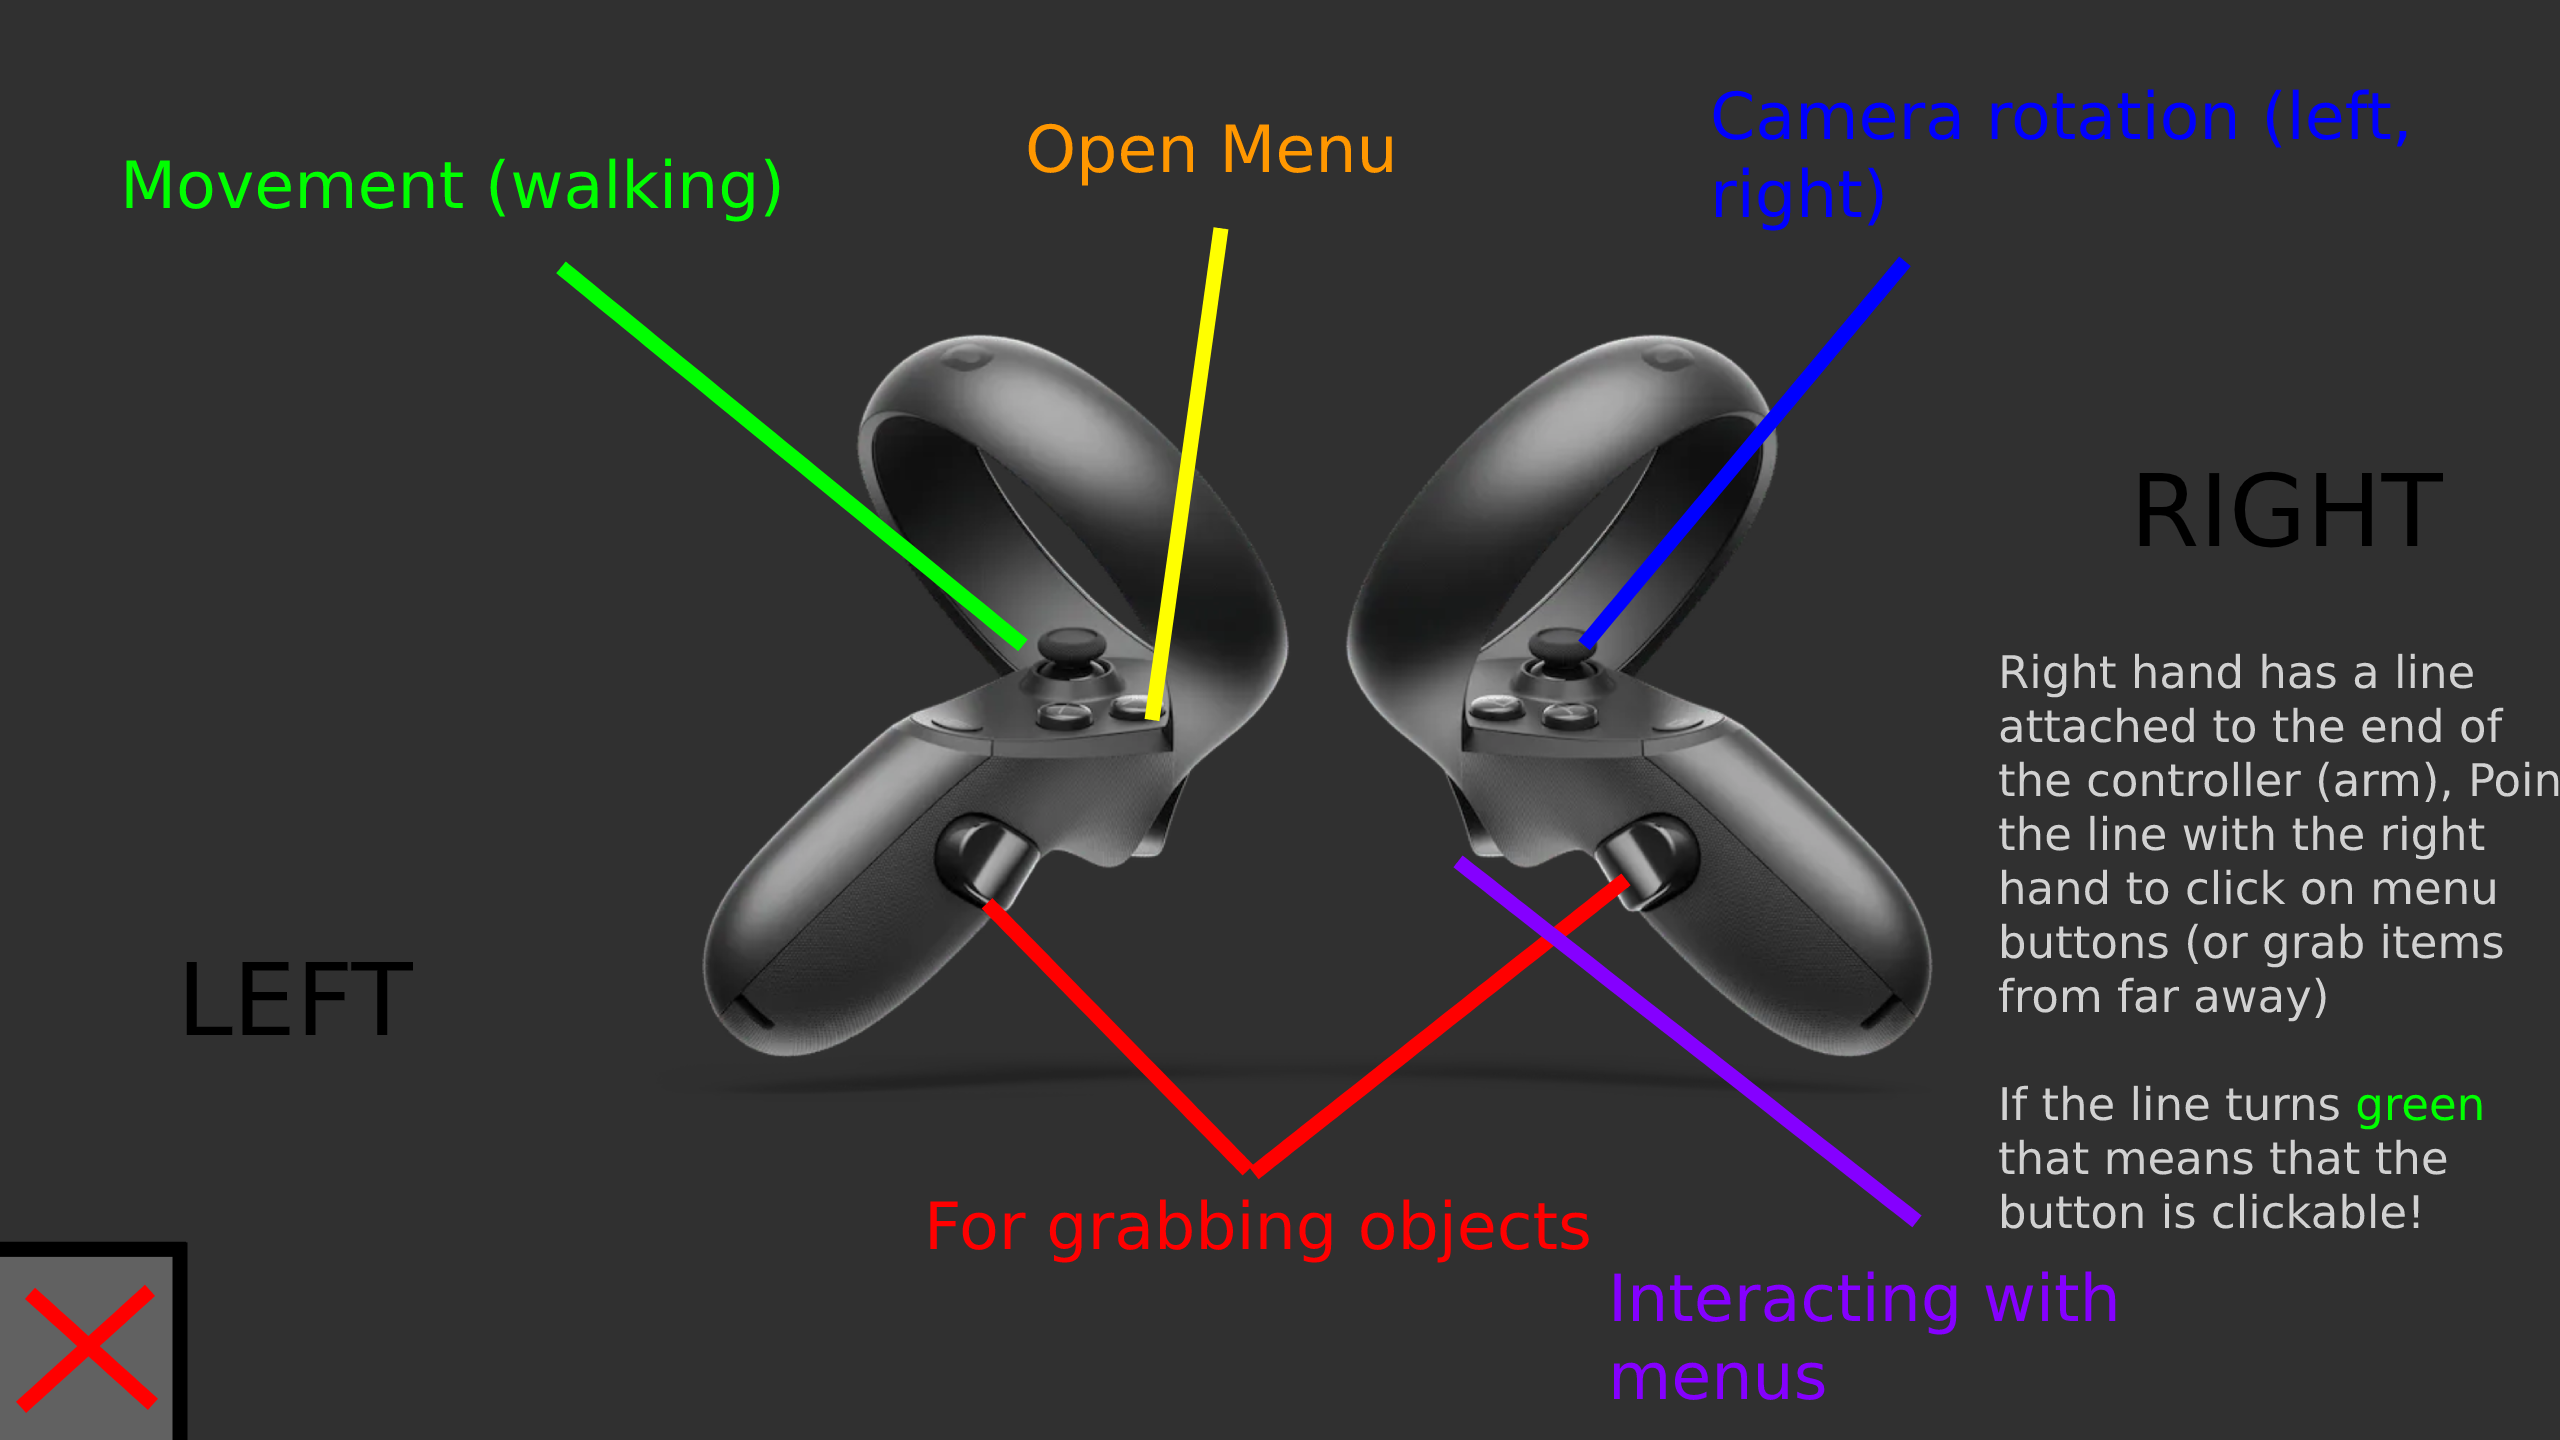 Movement (walking)
Open Menu
Camera rotation (left,
right)
RIGHT
Right hand has a line
attached to the end of
the controller (arm), Poin
the line with the right
hand to click on menu
buttons (or grab items
from far away)
If the line turns green
that means that the
button is clickable!
LEFT
For grabbing objects
Interacting with
menus